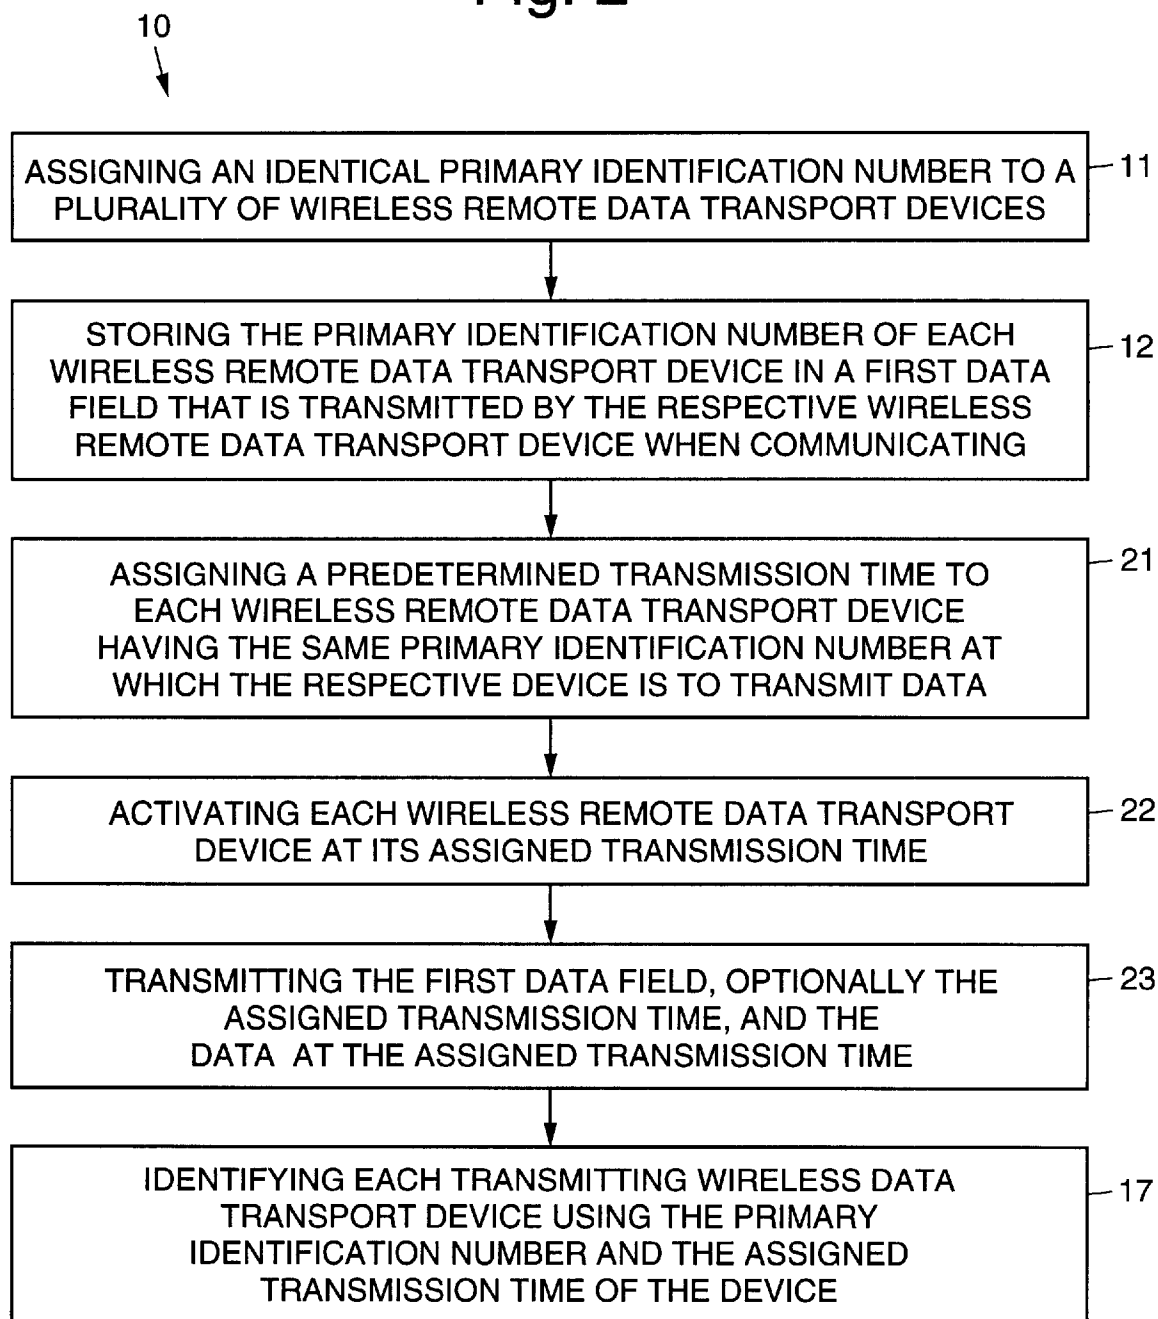 10
ASSIGNING AN IDENTICAL PRIMARY IDENTIFICATION NUMBER TO A
PLURALITY OF WIRELESS REMOTE DATA TRANSPORT DEVICES
11
STORING THE PRIMARY IDENTIFICATION NUMBER OF EACH
WIRELESS REMOTE DATA TRANSPORT DEVICE IN A FIRST DATA
FIELD THAT IS TRANSMITTED BY THE RESPECTIVE WIRELESS
REMOTE DATA TRANSPORT DEVICE WHEN COMMUNICATING
12
ASSIGNING A PREDETERMINED TRANSMISSION TIME TO
EACH WIRELESS REMOTE DATA TRANSPORT DEVICE
HAVING THE SAME PRIMARY IDENTIFICATION NUMBER AT
WHICH THE RESPECTIVE DEVICE IS TO TRANSMIT DATA
21
ACTIVATING EACH WIRELESS REMOTE DATA TRANSPORT
DEVICE AT ITS ASSIGNED TRANSMISSION TIME
22
TRANSMITTING THE FIRST DATA FIELD, OPTIONALLY THE
ASSIGNED TRANSMISSION TIME, AND THE
DATA AT THE ASSIGNED TRANSMISSION TIME
23
IDENTIFYING EACH TRANSMITTING WIRELESS DATA
TRANSPORT DEVICE USING THE PRIMARY
IDENTIFICATION NUMBER AND THE ASSIGNED
TRANSMISSION TIME OF THE DEVICE
17